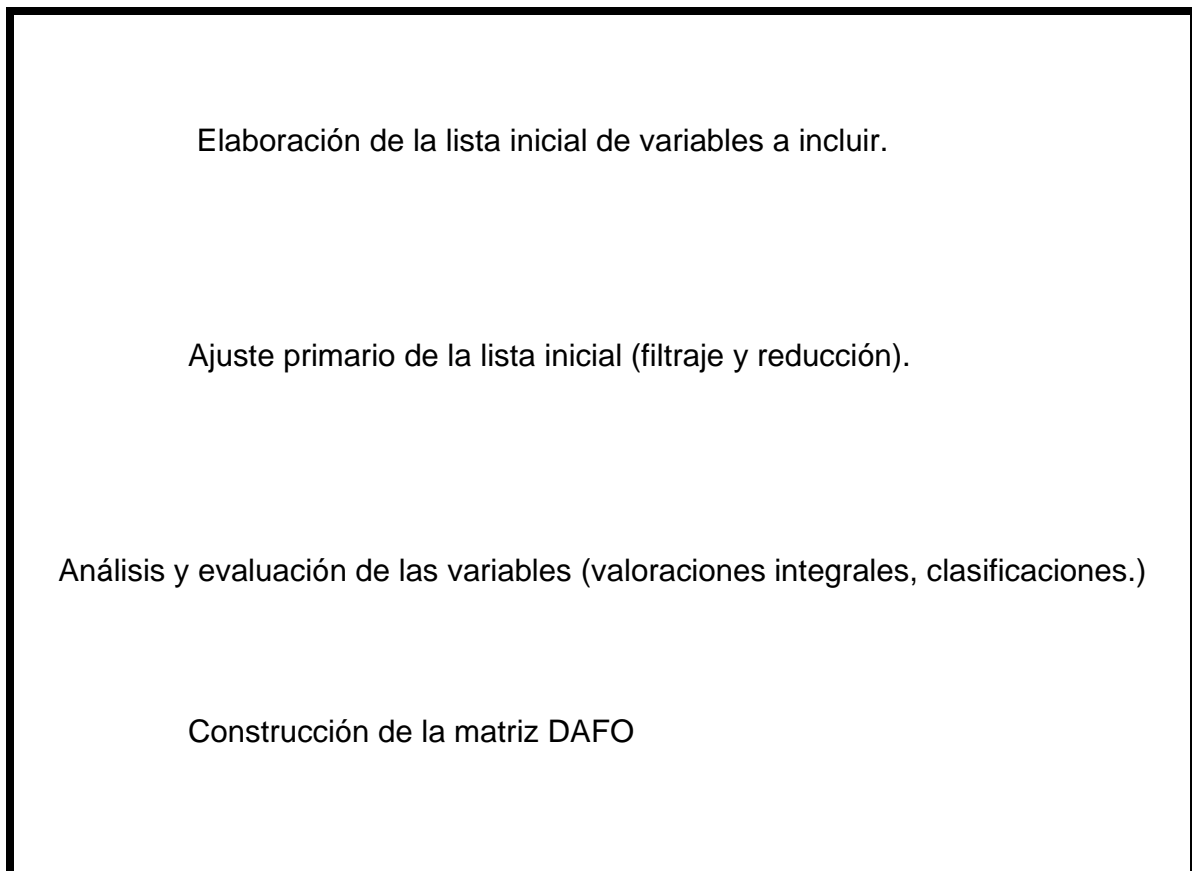 Elaboración de la lista inicial de variables a incluir.
Ajuste primario de la lista inicial (filtraje y reducción).
Análisis y evaluación de las variables (valoraciones integrales, clasificaciones.)
Construcción de la matriz DAFO